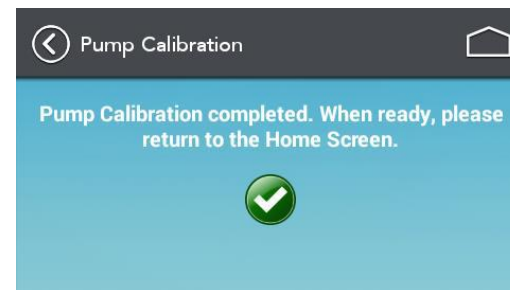 Pump Calibration
Pump Calibration completed. When ready, please
return to the Home Screen.